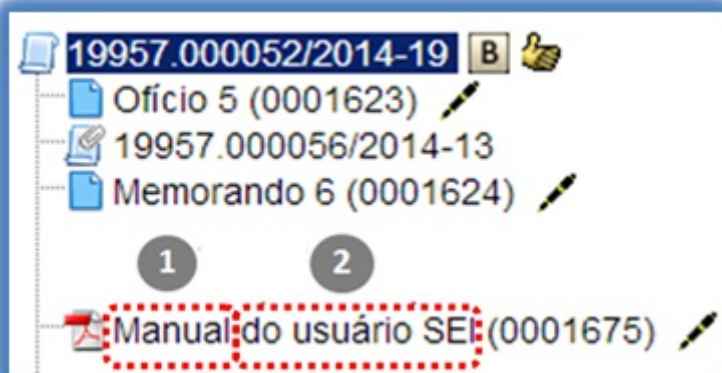 19957.000052/2014-19 B
Ofício 5 (0001623)
19957.000056/2014-13
Memorando 6 (0001624)
1 2
Manual do usuário SEI (0001675)